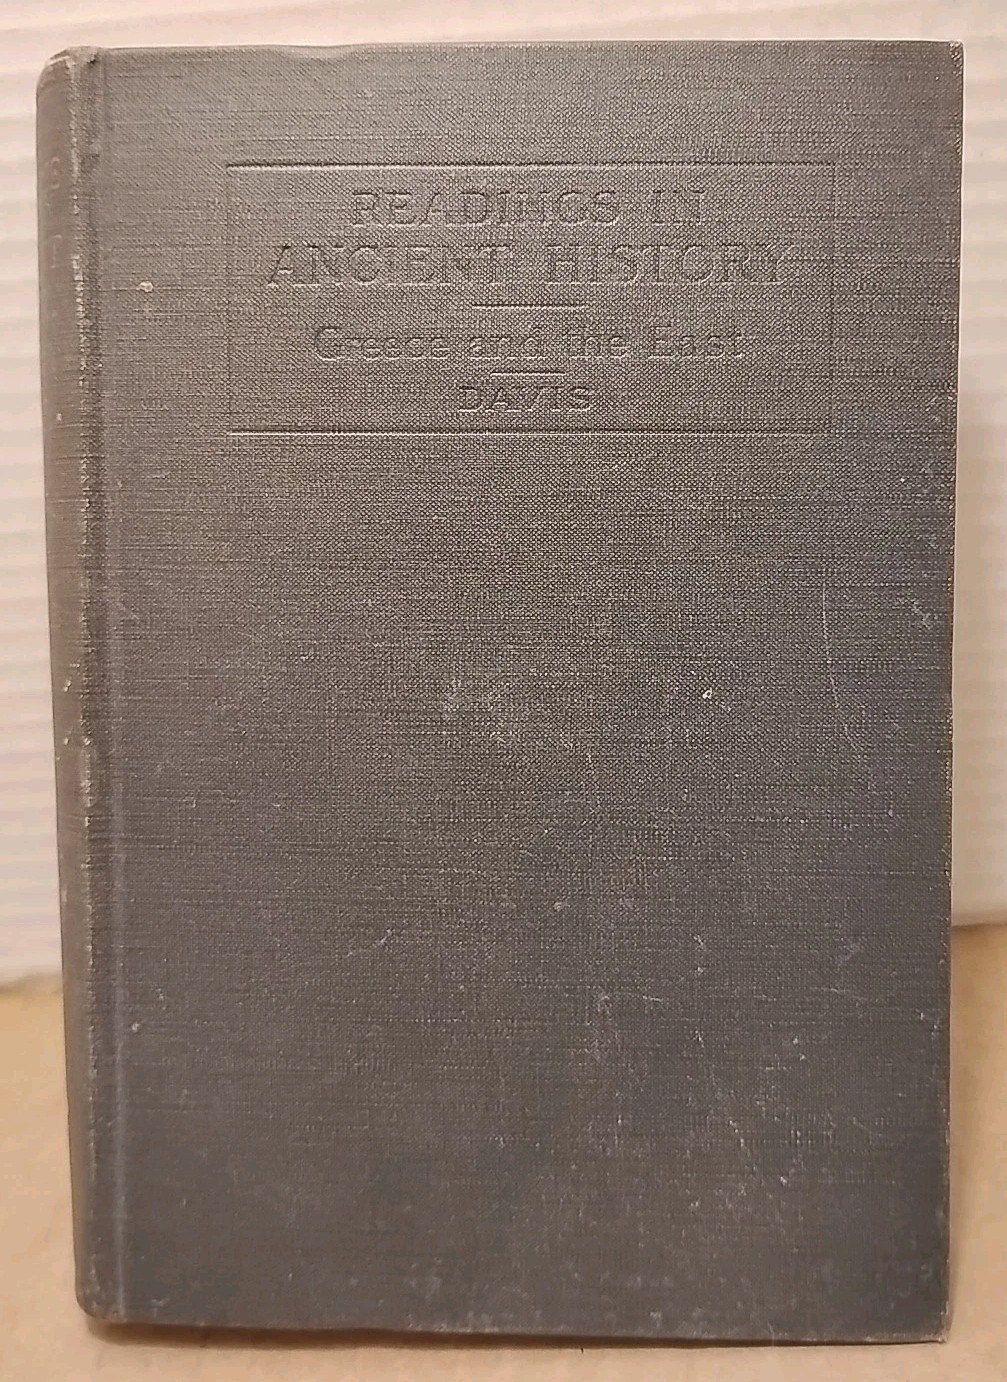 READINGS IN
ANCIENT HISTORY
Greece and the East
DAVIS